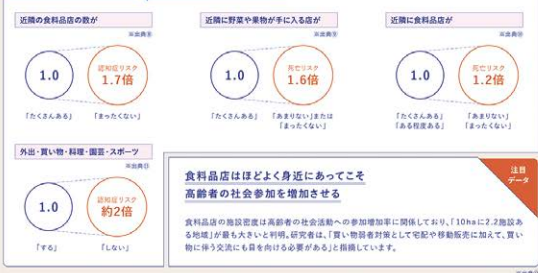 近隣の食料品店の数が
近隣に野菜や果物が手に入る店が
近隣に食料品が
1.0
認知症リスク
1.7倍
「たくさんある」
「まったくない」
1.0
死亡リスク
1.6倍
「たくさんある」
「あまりない」または
「まったくない」
1.0
死亡リスク
1.2倍
「たくさんある」
「ある程度ある」
「あまりない」
「まったくない」
外出・買い物・料理・園芸・スポーツ
1.0
認知症リスク
約2倍
「する」
「しない」
注目
データ
食料品店はほどよく身近にあってこそ
高齢者の社会参加を増加させる
食料品店の施設密度は高齢者の社会活動への参加増加率に関係しており、「10haに2.2施設あ
る地域」が最も大きいと判明。研究者は、「買い物弱者対策として宅配や移動販売に加えて、買い
物に伴う交流にも目を向ける必要がある」と指摘しています。